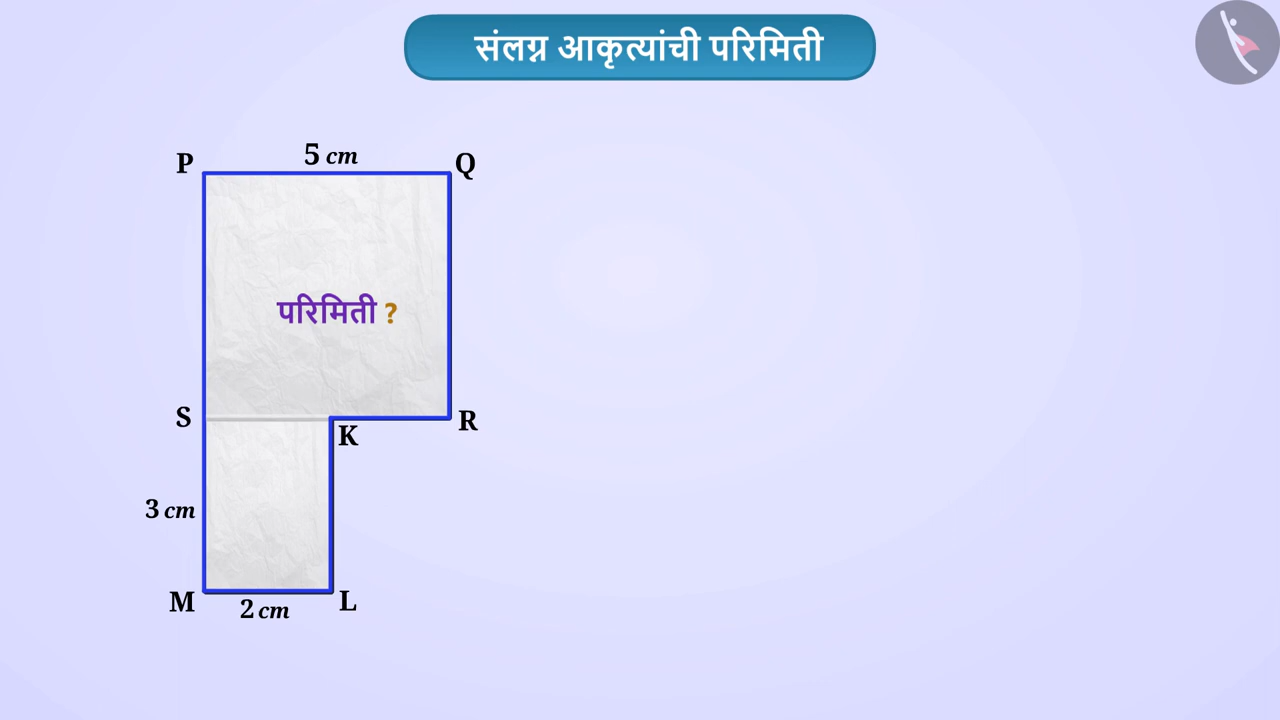 संलग्न आकृत्यांची परिमिती
P 5 cm Q
परिमिती ?
S K R
3 cm
M 2 cm L